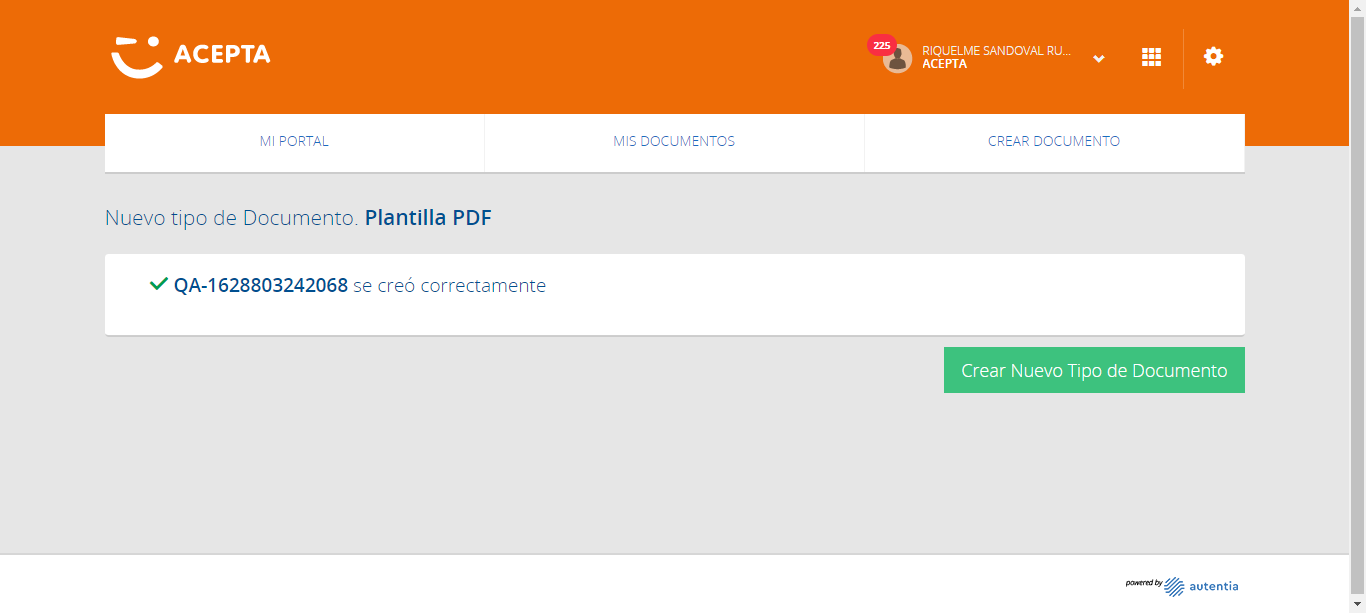 ACEPTA
225
RIQUELME SANDOVAL RU...
ACEPTA
MI PORTAL
MIS DOCUMENTOS
CREAR DOCUMENTO
Nuevo tipo de Documento. Plantilla PDF
QA-1628803242068 se creó correctamente
Crear Nuevo Tipo de Documento
powered by autentia